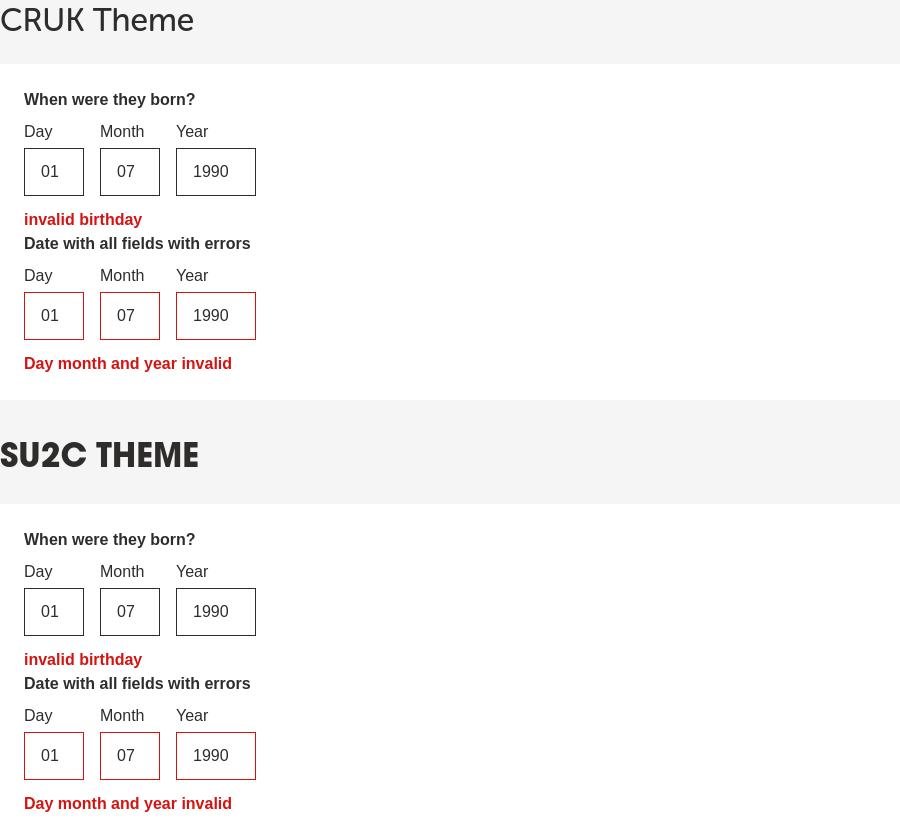 CRUK Theme
When were they born?
Day Month Year
01 07 1990
invalid birthday
Date with all fields with errors
Day Month Year
01 07 1990
Day month and year invalid
SU2C THEME
When were they born?
Day Month Year
01 07 1990
invalid birthday
Date with all fields with errors
Day Month Year
01 07 1990
Day month and year invalid